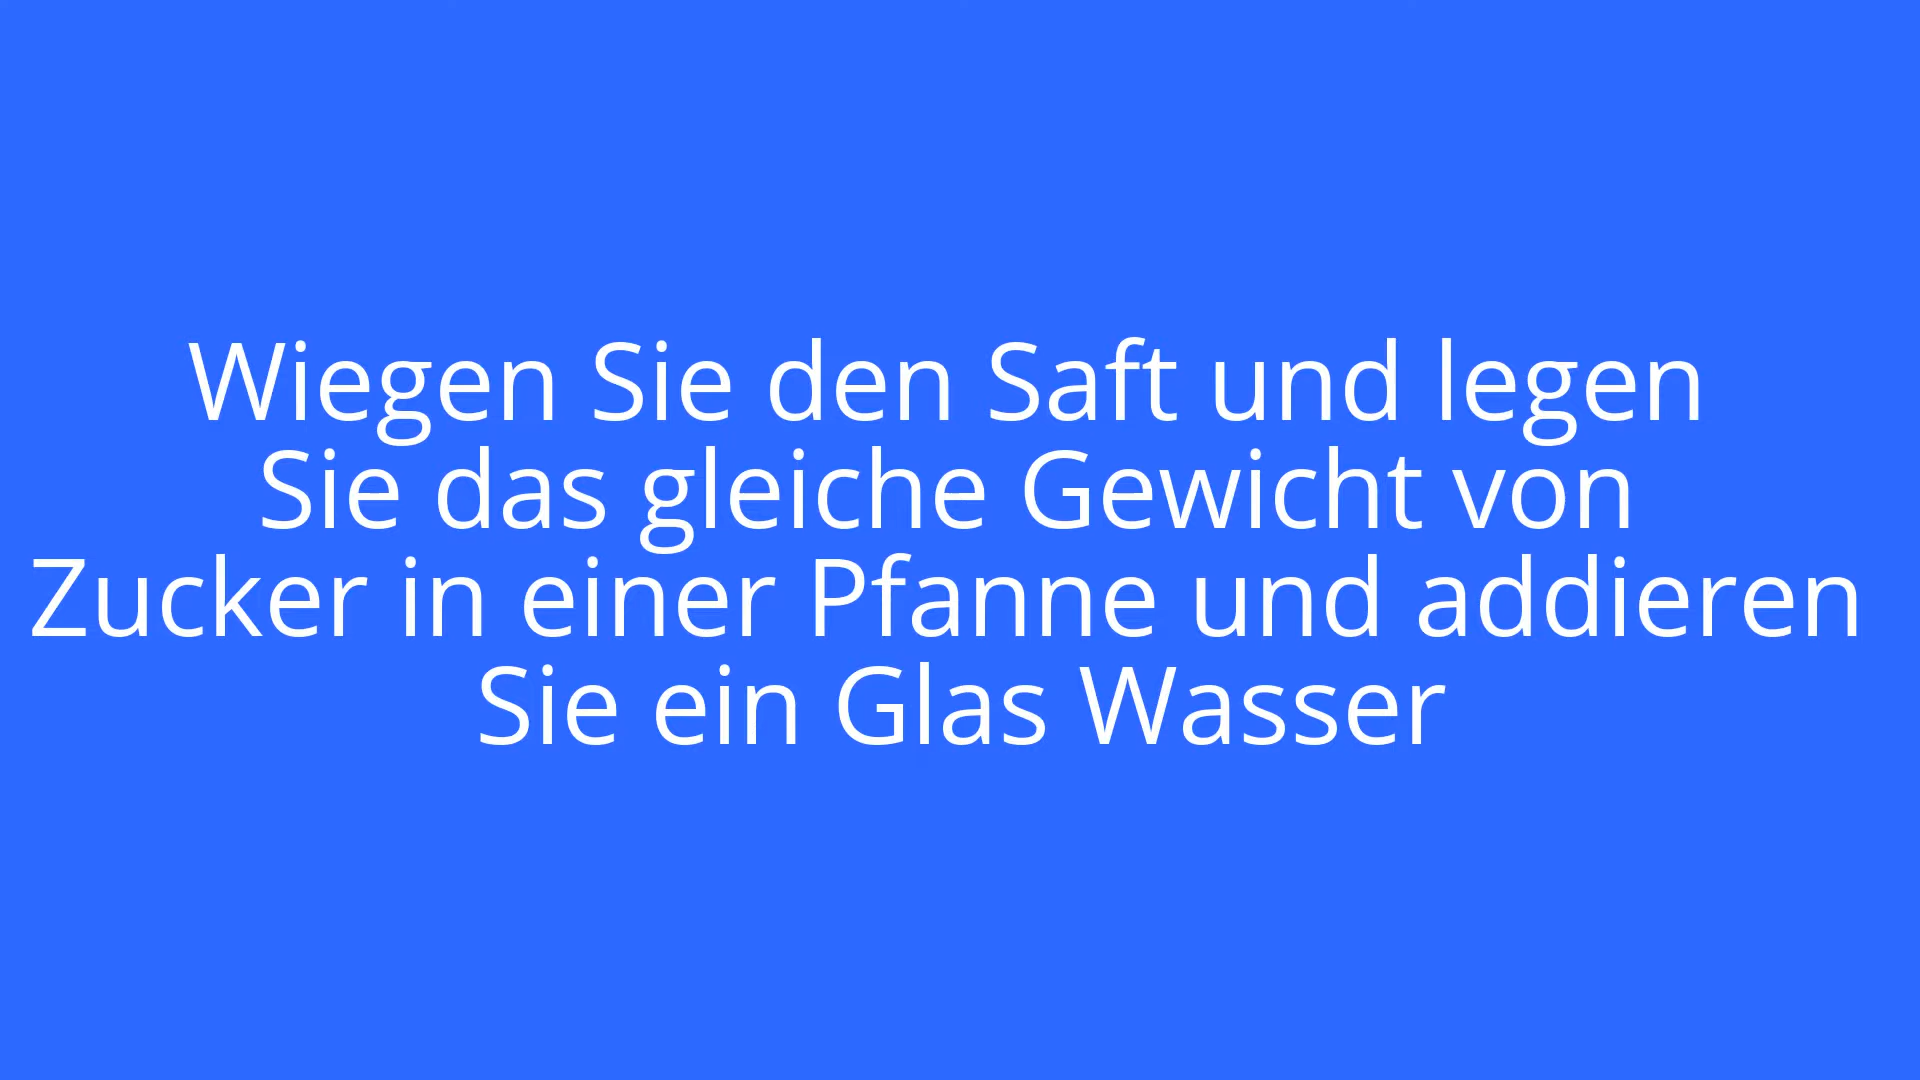 Wiegen Sie den Saft und legen
Sie das gleiche Gewicht von
Zucker in einer Pfanne und addieren
Sie ein Glas Wasser